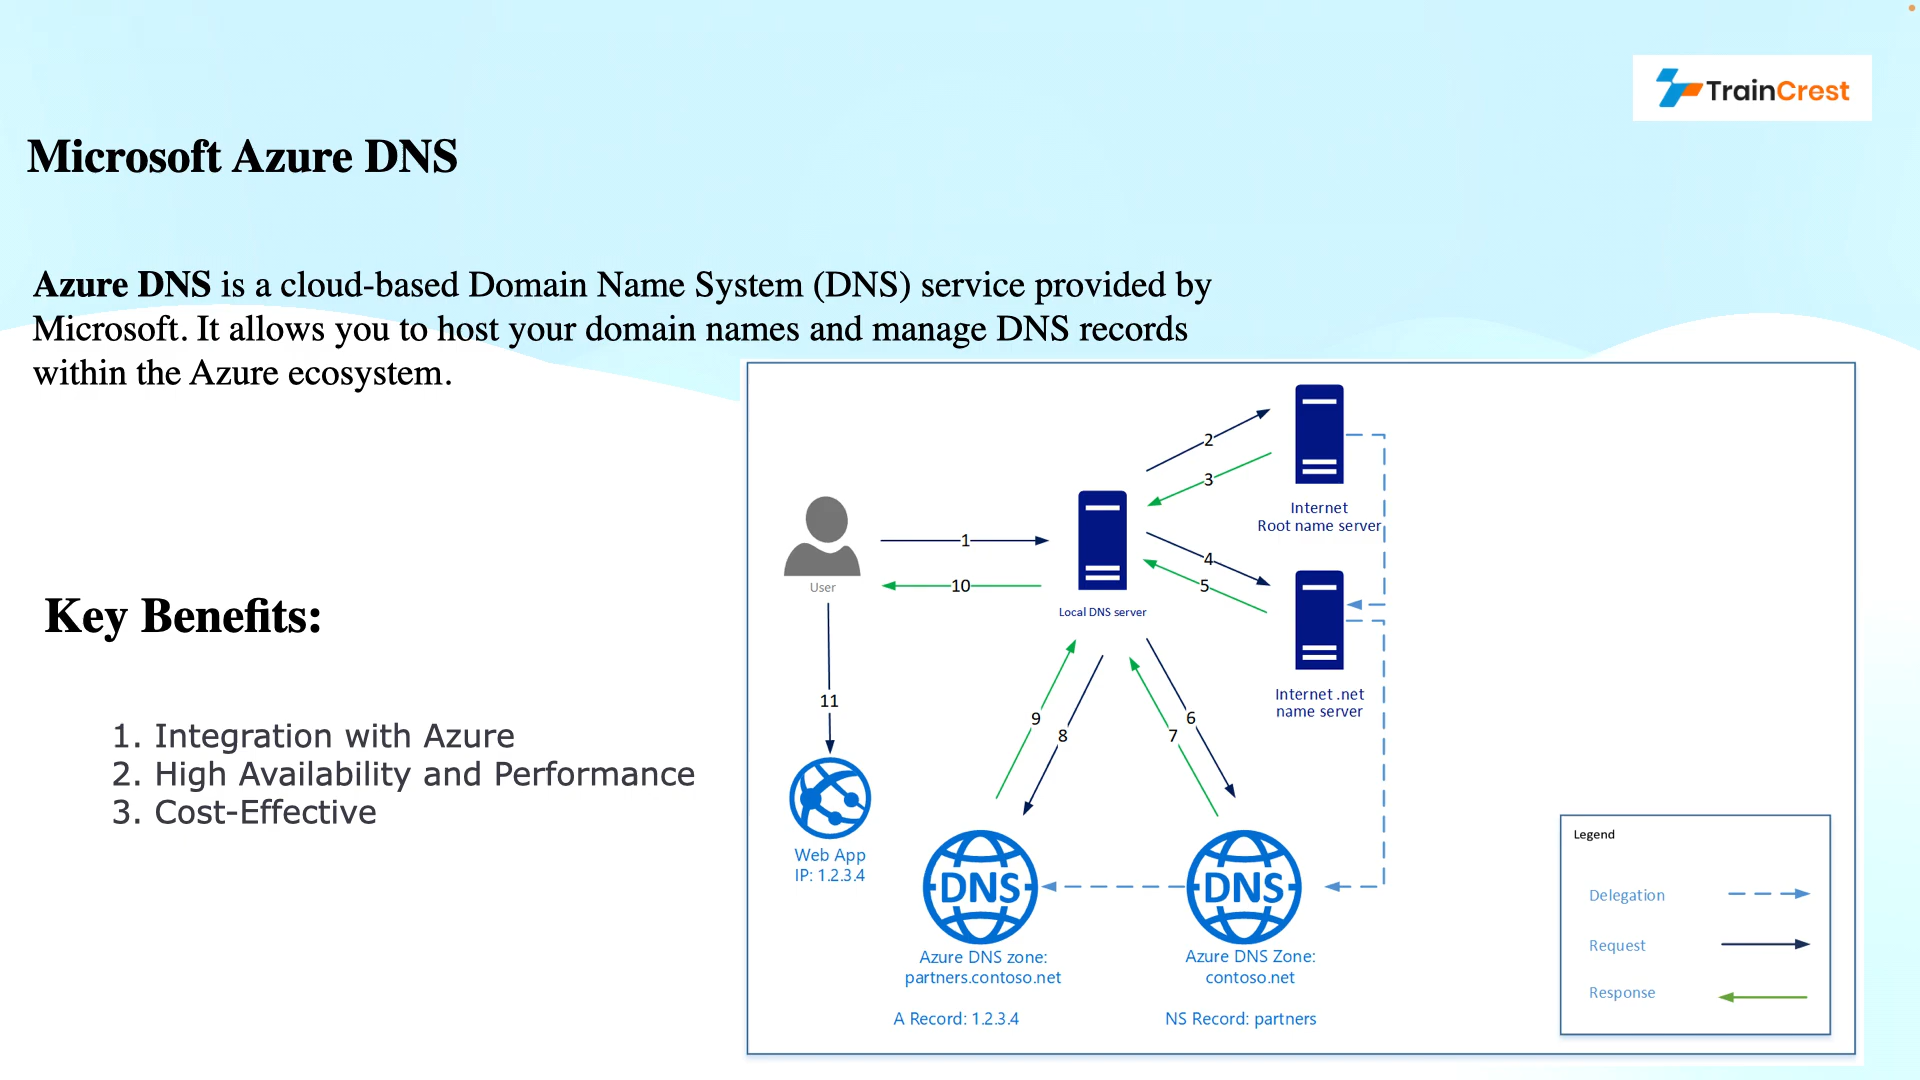 TrainCrest
Microsoft Azure DNS
Azure DNS is a cloud-based Domain Name System (DNS) service provided by
Microsoft. It allows you to host your domain names and manage DNS records
within the Azure ecosystem.
Key Benefits:
1. Integration with Azure
2. High Availability and Performance
3. Cost-Effective
2
3
Internet
Root name server
1
10
User
Local DNS server
4
5
Internet .net
name server
11
9
8
6
7
Web App
IP: 1.2.3.4
DNS
DNS
Azure DNS zone:
partners.contoso.net
A Record: 1.2.3.4
Azure DNS Zone:
contoso.net
NS Record: partners
Legend
Delegation
Request
Response